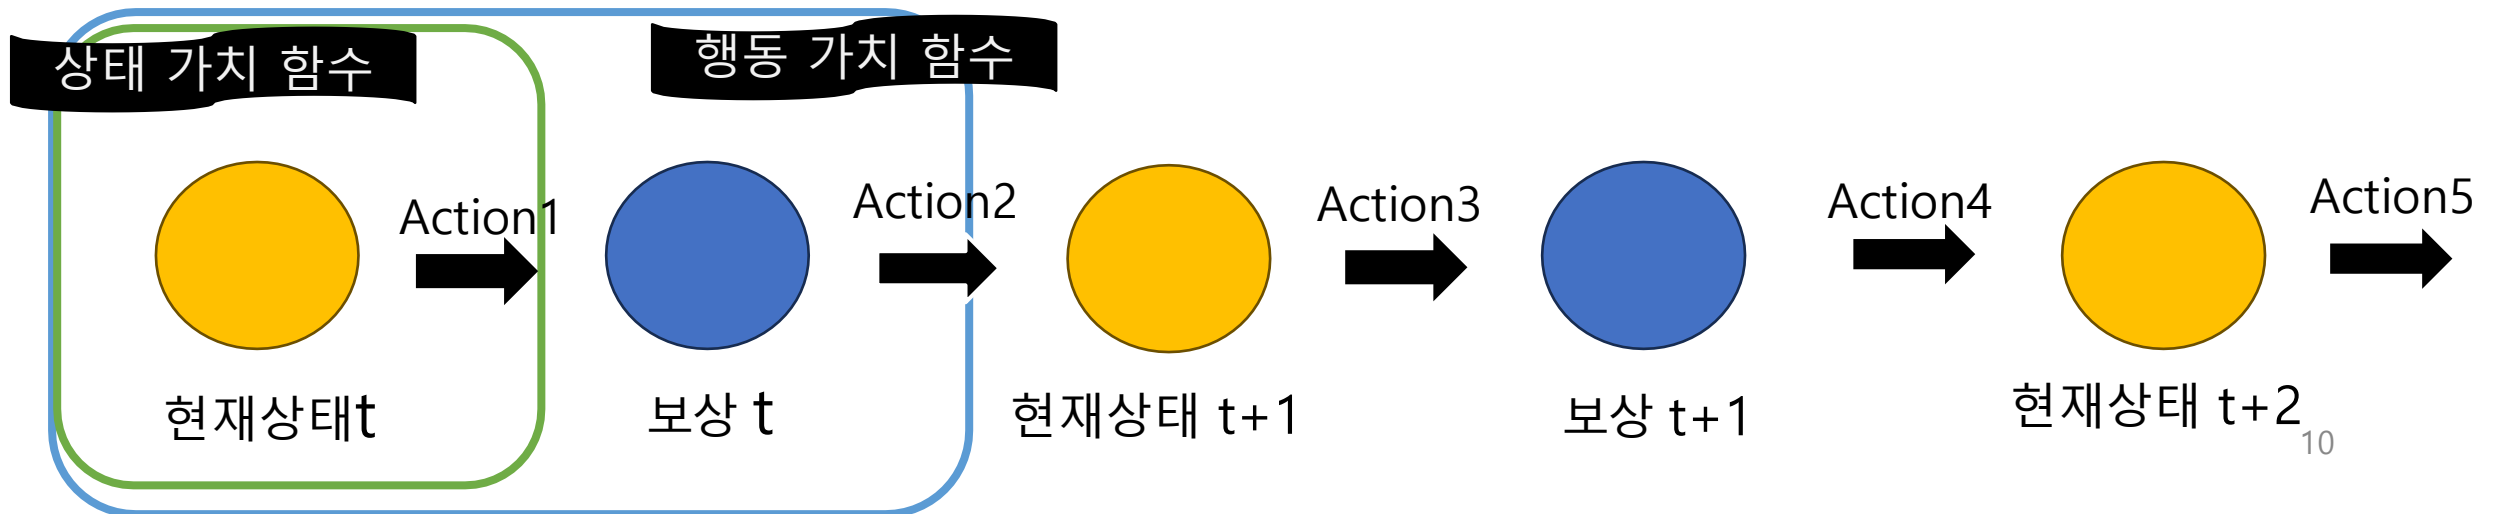 상태 가치 함수
행동 가치 함수
Action1
Action2
Action3
Action4
Action5
현재상태t
보상 t
현재상태 t+1
보상 t+1
현재상태 t+2
10